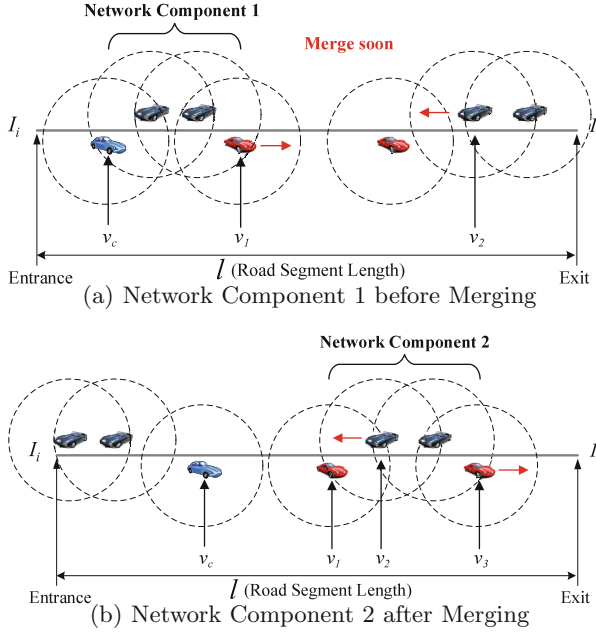 Network Component 1
Merge soon
I_i
I
v_c
v_1
v_2
l (Road Segment Length)
Entrance
Exit
(a) Network Component 1 before Merging
Network Component 2
I_i
I
v_c
v_1
v_2
v_3
l (Road Segment Length)
Entrance
Exit
(b) Network Component 2 after Merging